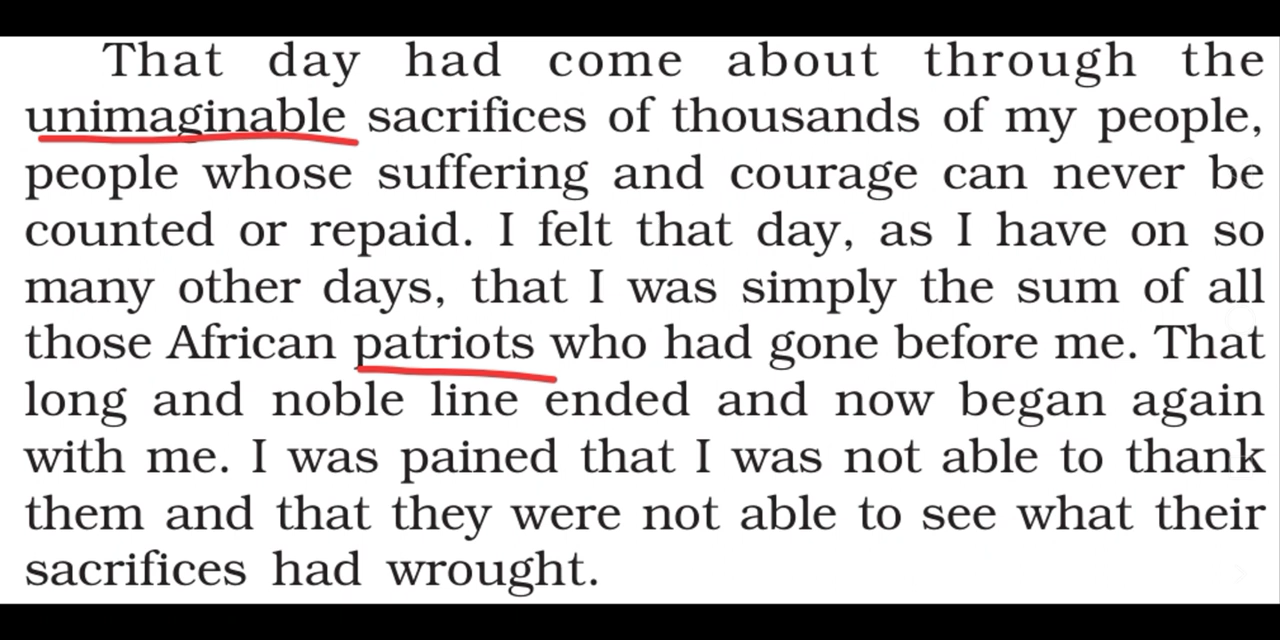 That day had come about through the
unimaginable sacrifices of thousands of my people,
people whose suffering and courage can never be
counted or repaid. I felt that day, as I have on so
many other days, that I was simply the sum of all
those African patriots who had gone before me. That
long and noble line ended and now began again
with me. I was pained that I was not able to thank
them and that they were not able to see what their
sacrifices had wrought.